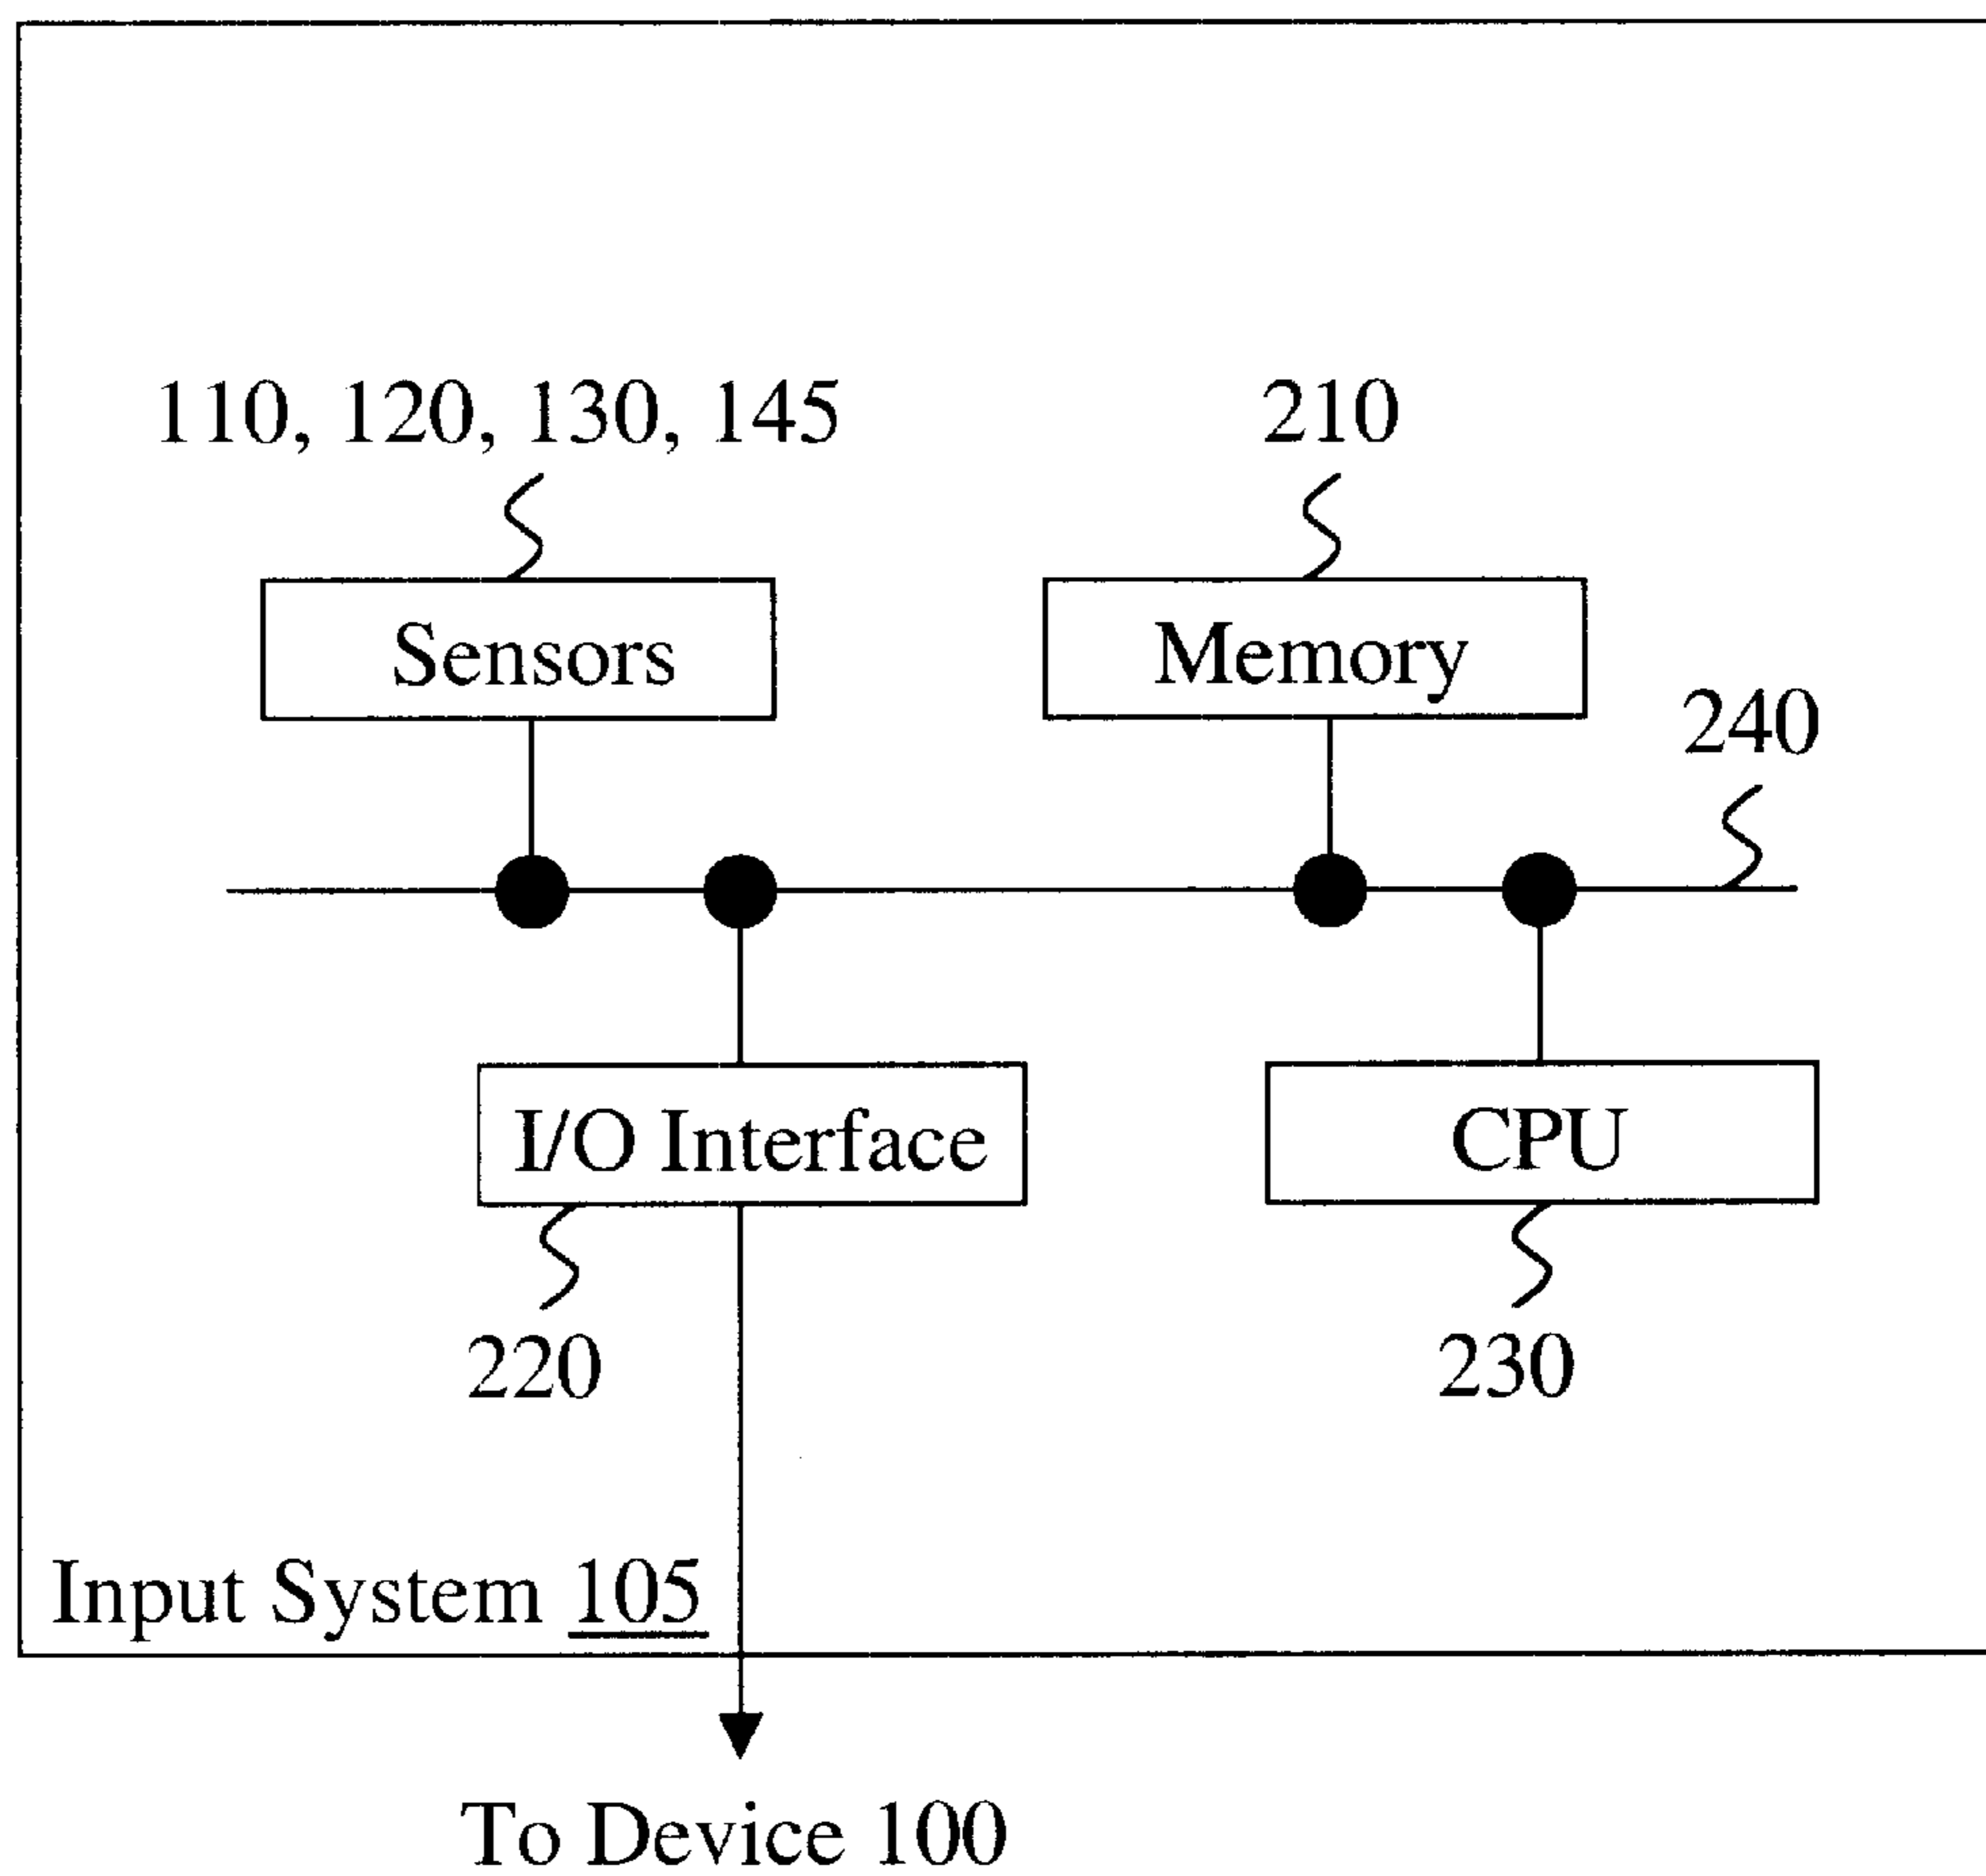 110, 120, 130, 145
210
Sensors
Memory
240
I/O Interface
CPU
220
230
Input System 105
To Device 100